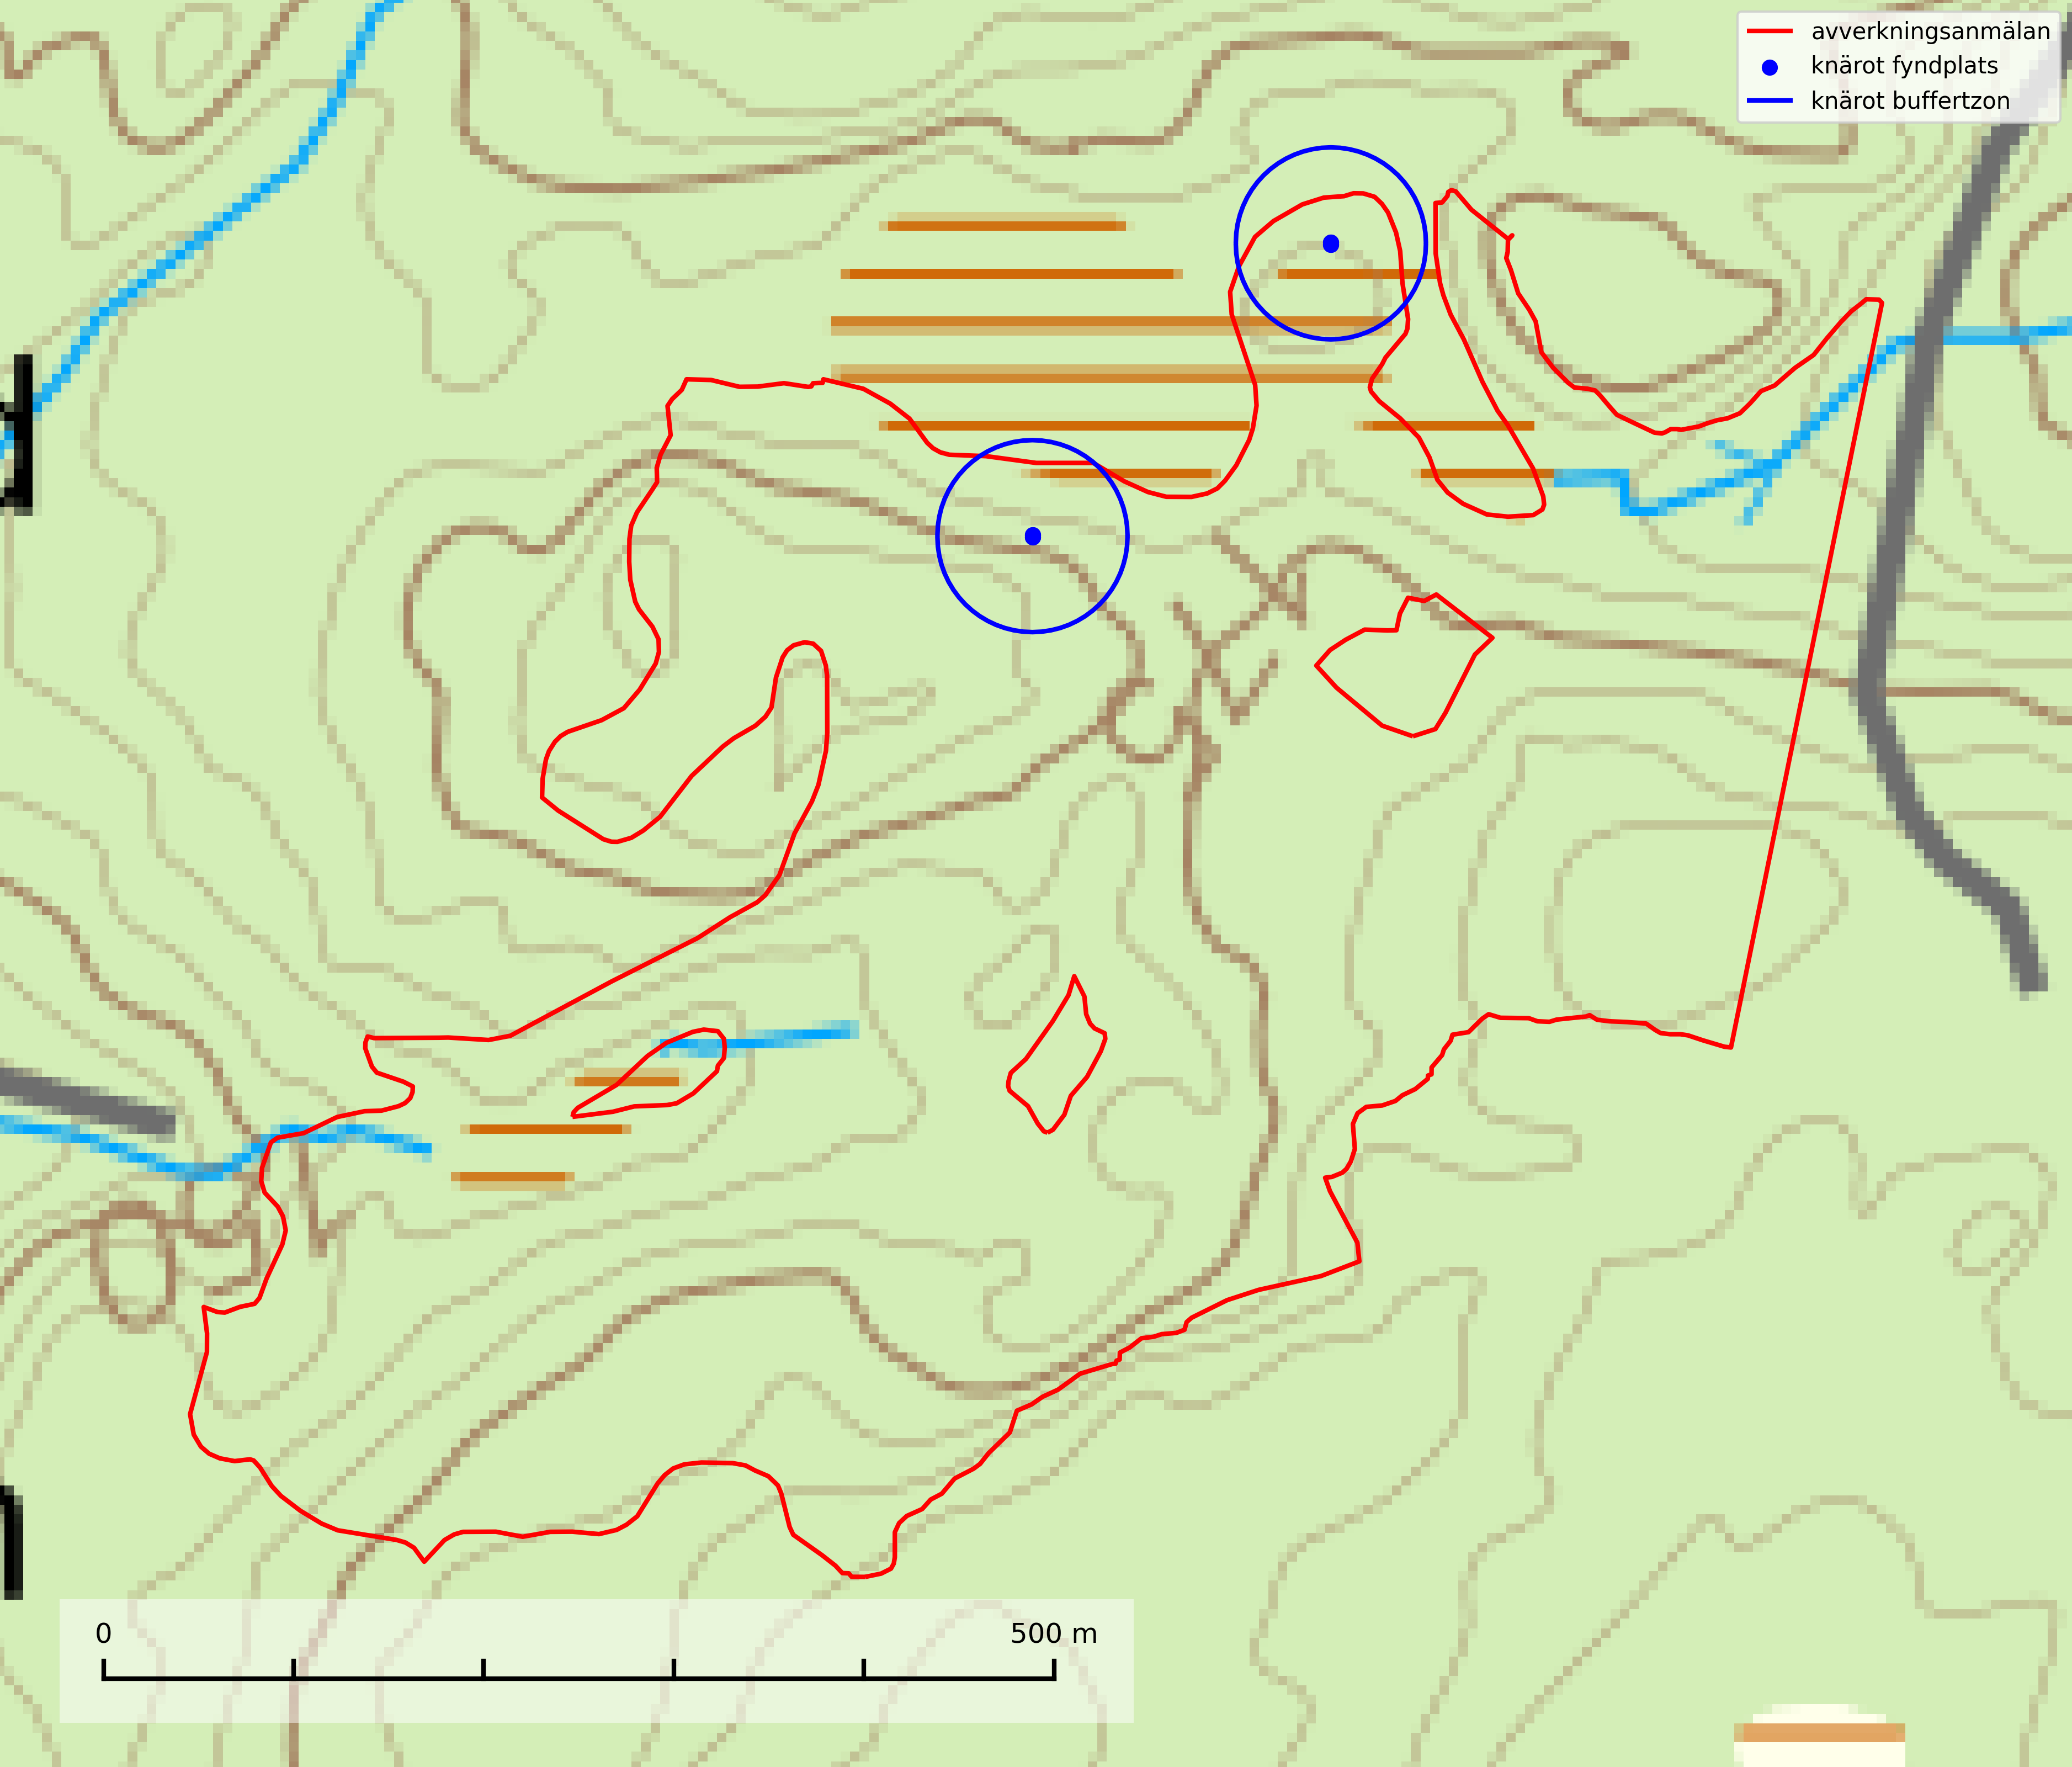 avverkningsanmälan
knärot fyndplats
knärot buffertzon
0 500 m